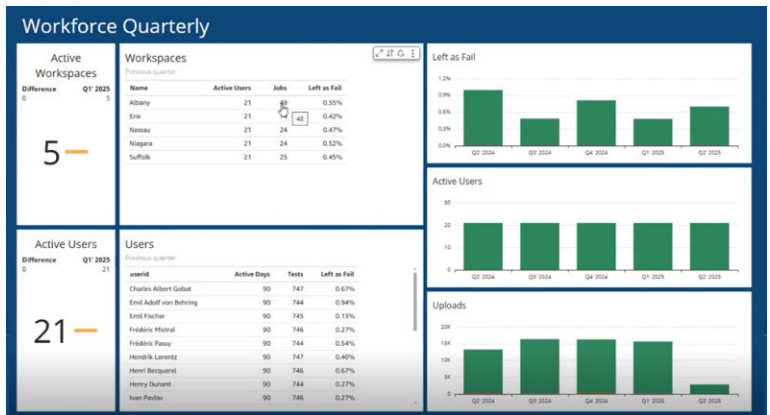 Workforce Quarterly
Active
Workspaces
Difference Q1' 2025
0 5
5
Workspaces
Previous quarter
Name Active Users Jobs Left as Fail
Albany 21 48 0.55%
Erie 21 0.42%
48
Nassau 21 24 0.47%
Niagara 21 24 0.52%
Suffolk 21 25 0.45%
Active Users
Difference Q1' 2025
0 21
21
Users
Previous quarter
userid Active Days Tests Left as Fail
Charles Albert Gobat 90 747 0.67%
Emil Adolf von Behring 90 744 0.94%
Emil Fischer 90 745 0.13%
Frédéric Mistral 90 746 0.27%
Frédéric Passy 90 744 0.54%
Hendrik Lorentz 90 747 0.40%
Henri Becquerel 90 746 0.67%
Henry Dunant 90 744 0.27%
Ivan Pavlov 90 746 0.27%
Left as Fail
1.2%
0.9%
0.6%
0.3%
0.0%
Q2' 2024 Q3' 2024 Q4' 2024 Q1' 2025 Q2' 2025
Active Users
30
20
10
0
Q2' 2024 Q3' 2024 Q4' 2024 Q1' 2025 Q2' 2025
Uploads
20K
15K
10K
5K
0
Q2' 2024 Q3' 2024 Q4' 2024 Q1' 2025 Q2' 2025